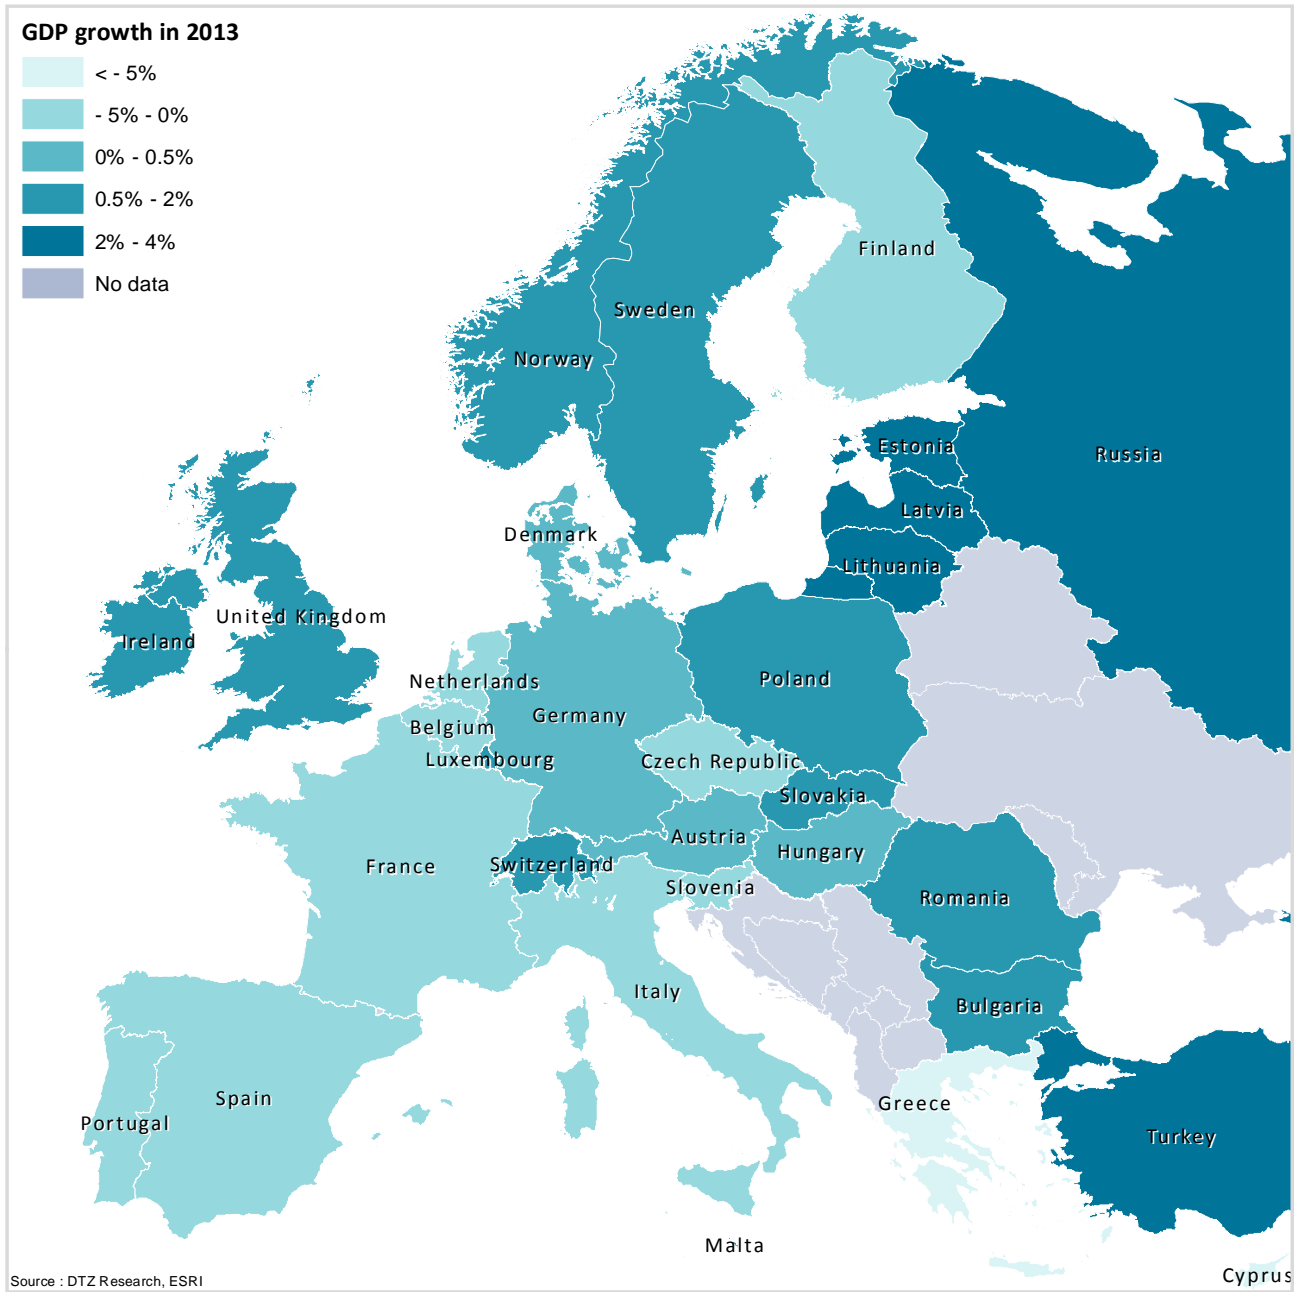 GDP growth in 2013
< - 5%
- 5% - 0%
0% - 0.5%
0.5% - 2%
2% - 4%
No data
Finland
Sweden
Norway
Estonia
Russia
Latvia
Denmark
Lithuania
United Kingdom
Ireland
Netherlands
Poland
Germany
Belgium
Luxembourg
Czech Republic
Slovakia
Austria
Hungary
France
Switzerland
Slovenia
Romania
Italy
Bulgaria
Spain
Greece
Portugal
Turkey
Malta
Cyprus
Source : DTZ Research, ESRI